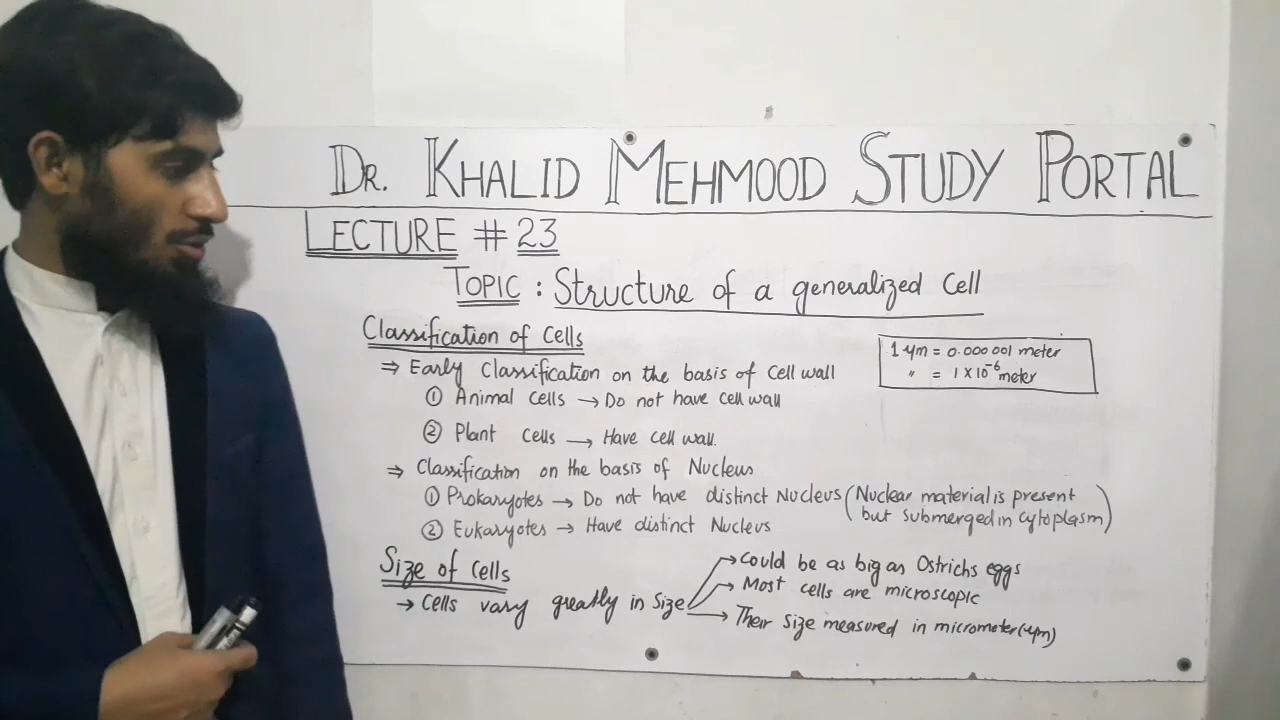 DR. KHALID MEHMOOD STUDY PORTAL
LECTURE # 23
TOPIC : Structure of a generalized Cell
Classification of Cells
1 μm = 0.000 001 meter
" = 1 x 10⁻⁶ meter
⇒ Early Classification on the basis of Cell wall
① Animal Cells → Do not have cell wall
② Plant Cells → Have cell wall.
⇒ Classification on the basis of Nucleus
① Prokaryotes → Do not have distinct Nucleus (Nuclear material is present
but submerged in cytoplasm)
② Eukaryotes → Have distinct Nucleus
Size of Cells
→ Cells vary greatly in Size
→ Could be as big as Ostrichs eggs
→ Most cells are microscopic
→ Their size measured in micrometer (μm)